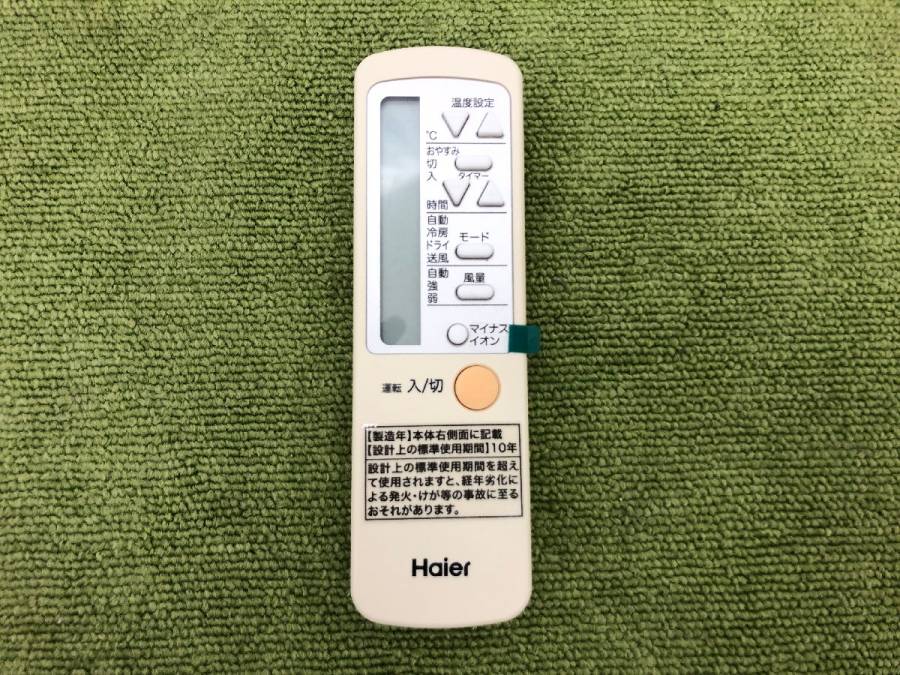 温度設定
℃
おやすみ
切
入
タイマー
時間
自動
冷房
ドライ
送風
モード
自動
強
弱
風量
マイナス
イオン
運転 入/切
【製造年】本体右側面に記載
【設計上の標準使用期間】10年
設計上の標準使用期間を超え
て使用されますと、経年劣化に
よる発火・けが等の事故に至る
おそれがあります。
Haier